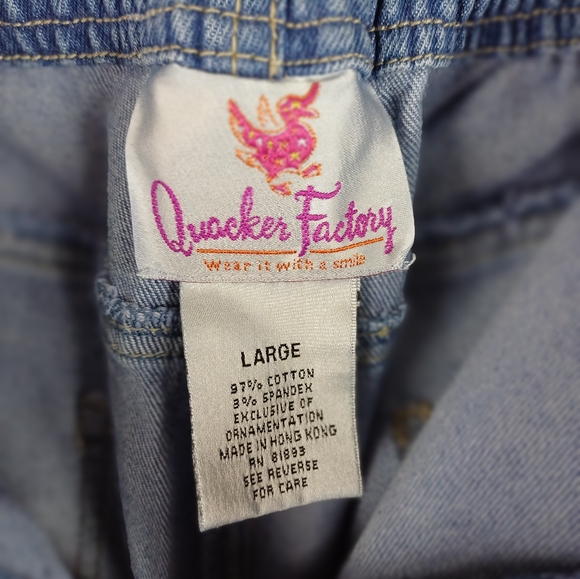 Quacker Factory
Wear it with a smile
LARGE
97% COTTON
3% SPANDEX
EXCLUSIVE OF
ORNAMENTATION
MADE IN HONG KONG
RN 81893
SEE REVERSE
FOR CARE